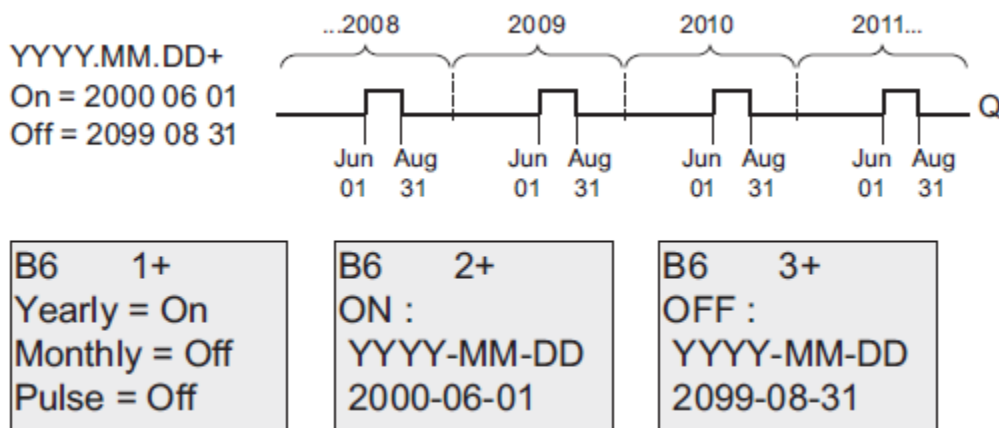 ...2008 2009 2010 2011...
YYYY.MM.DD+
On = 2000 06 01
Off = 2099 08 31
Q
Jun Aug Jun Aug Jun Aug Jun Aug
01 31 01 31 01 31 01 31
B6 1+
Yearly = On
Monthly = Off
Pulse = Off
B6 2+
ON :
YYYY-MM-DD
2000-06-01
B6 3+
OFF :
YYYY-MM-DD
2099-08-31